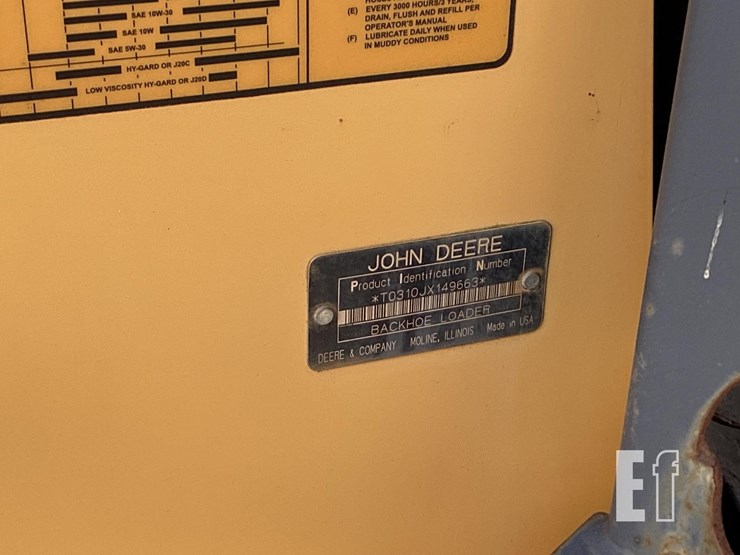 SAE 10W-30
SAE 10W
SAE 5W-30
HY-GARD OR J20C
LOW VISCOSITY HY-GARD OR J20D
(E) EVERY 3000 HOURS/3 YEARS,
DRAIN, FLUSH AND REFILL PER
OPERATOR'S MANUAL
(F) LUBRICATE DAILY WHEN USED
IN MUDDY CONDITIONS
JOHN DEERE
Product Identification Number
*T0310JX149663*
BACKHOE LOADER
DEERE & COMPANY MOLINE, ILLINOIS Made in USA
Ef